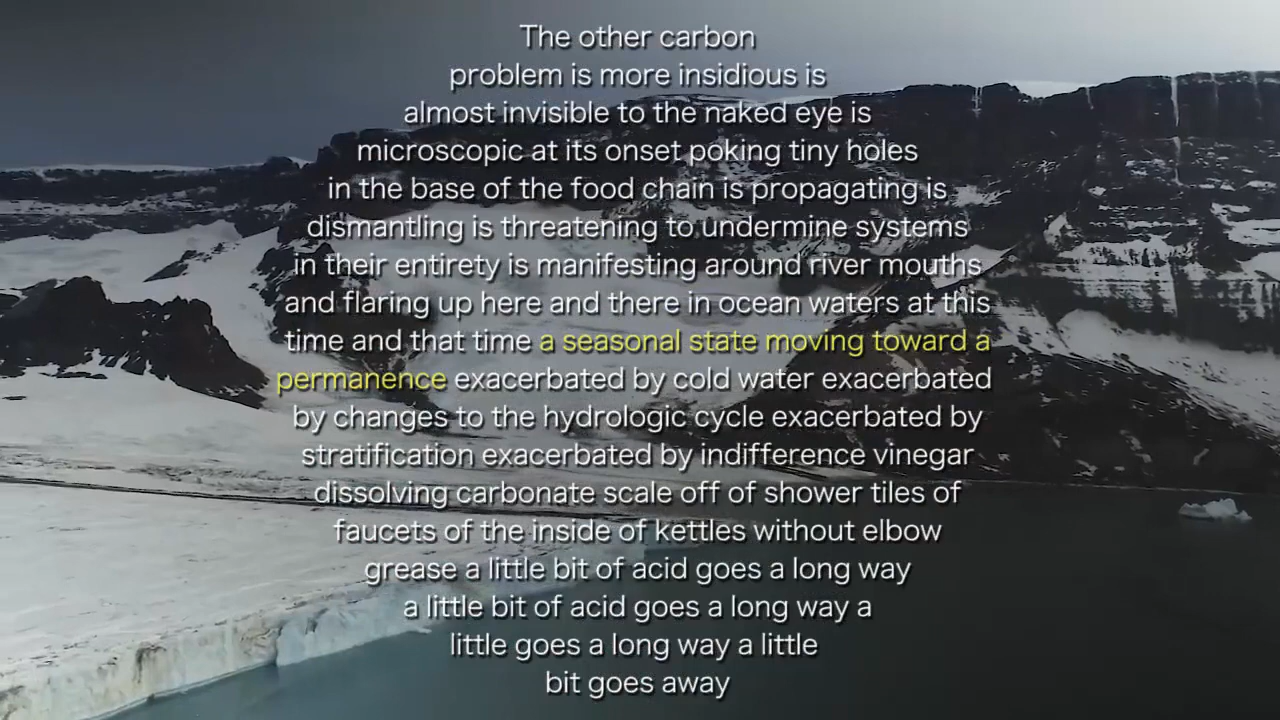 The other carbon
problem is more insidious is
almost invisible to the naked eye is
microscopic at its onset poking tiny holes
in the base of the food chain is propagating is
dismantling is threatening to undermine systems
in their entirety is manifesting around river mouths
and flaring up here and there in ocean waters at this
time and that time a seasonal state moving toward a
permanence exacerbated by cold water exacerbated
by changes to the hydrologic cycle exacerbated by
stratification exacerbated by indifference vinegar
dissolving carbonate scale off of shower tiles of
faucets of the inside of kettles without elbow
grease a little bit of acid goes a long way
a little bit of acid goes a long way a
little goes a long way a little
bit goes away